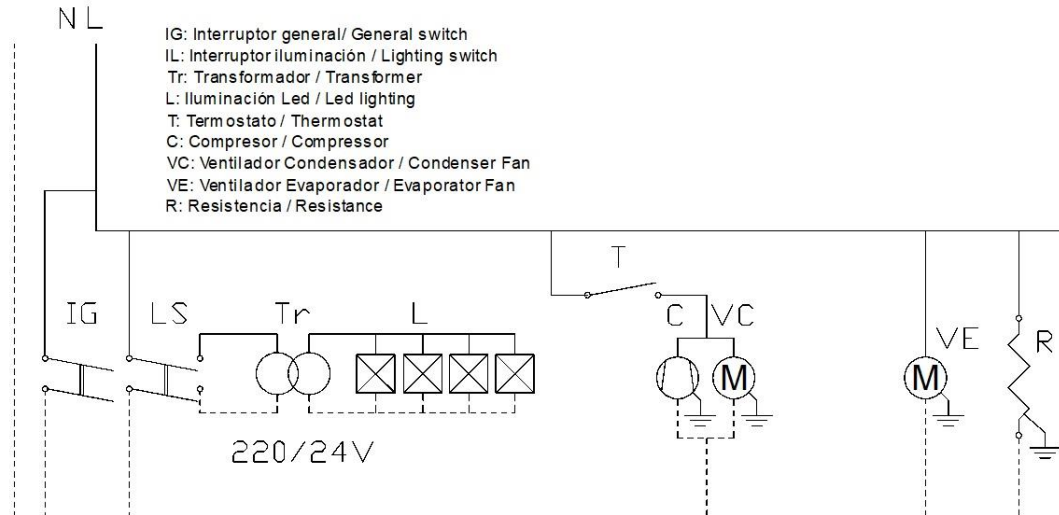 N L
IG: Interruptor general/ General switch
IL: Interruptor iluminación / Lighting switch
Tr: Transformador / Transformer
L: Iluminación Led / Led lighting
T: Termostato / Thermostat
C: Compresor / Compressor
VC: Ventilador Condensador / Condenser Fan
VE: Ventilador Evaporador / Evaporator Fan
R: Resistencia / Resistance
T
IG LS Tr L C VC VE R
M M
220/24V